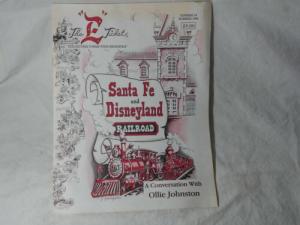 The "E" Ticket
Santa Fe
and
Disneyland
RAILROAD
A Conversation With
Ollie Johnston